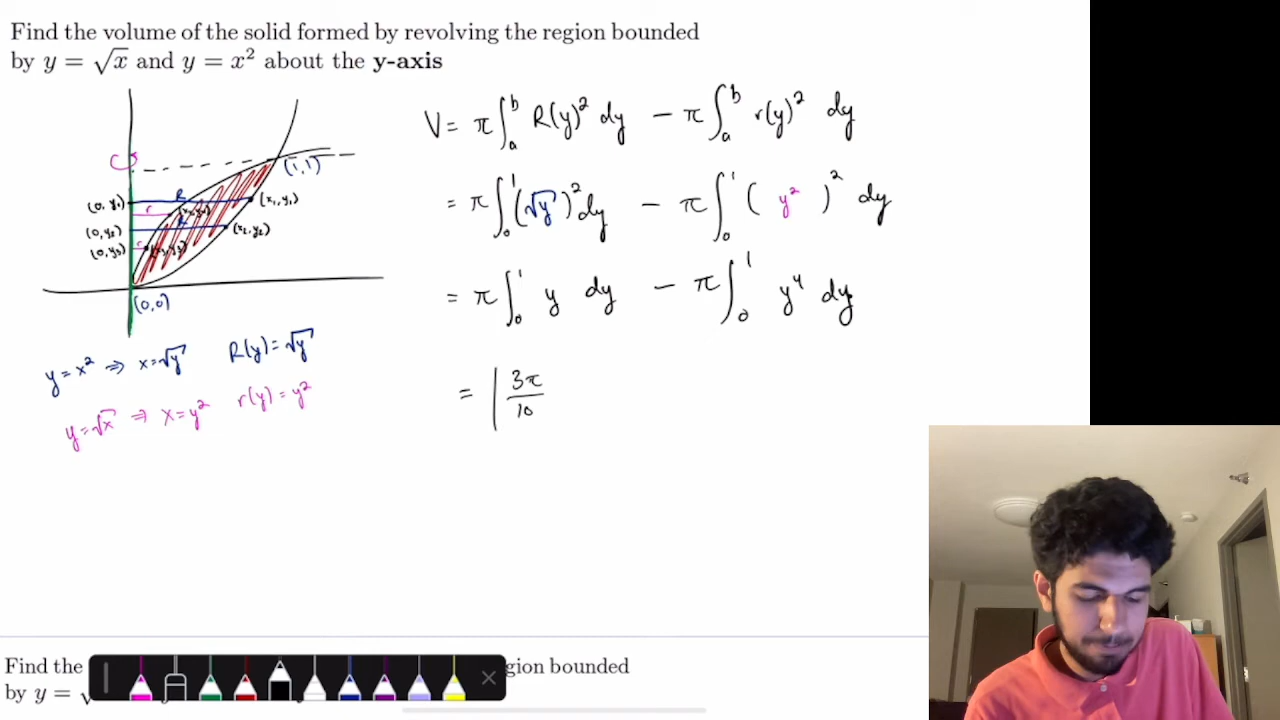 Find the volume of the solid formed by revolving the region bounded
by y = √x and y = x² about the y-axis
V = π∫ₐᵇ R(y)² dy − π∫ₐᵇ r(y)² dy
= π∫₀¹ (√y)² dy − π∫₀¹ (y²)² dy
= π∫₀¹ y dy − π∫₀¹ y⁴ dy
= 3π/10
(1,1)
(0, y₁) R (x₁, y₁)
r
(0, y₂) (x₂, y₂)
(0, y₃) r (x₃, y₃)
(0,0)
y = x² ⇒ x = √y R(y) = √y
y = √x ⇒ x = y² r(y) = y²
Find the gion bounded
by y =